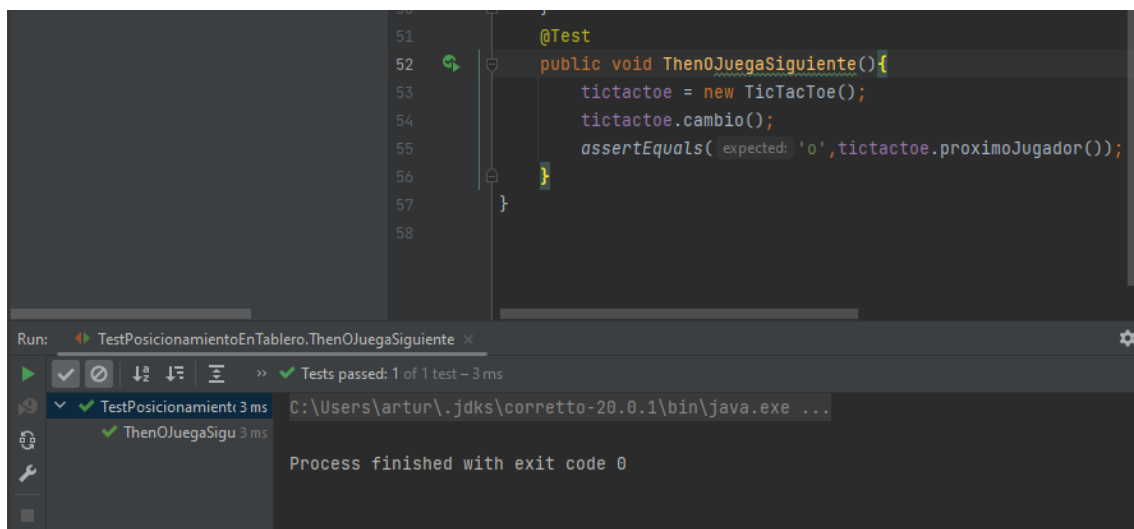 51 @Test
52 public void ThenOJuegaSiguiente(){
53 tictactoe = new TicTacToe();
54 tictactoe.cambio();
55 assertEquals( expected: 'o',tictactoe.proximoJugador());
56 }
57 }
58
Run: TestPosicionamientoEnTablero.ThenOJuegaSiguiente ×
» Tests passed: 1 of 1 test – 3 ms
TestPosicionamient 3 ms C:\Users\artur\.jdks\corretto-20.0.1\bin\java.exe ...
ThenOJuegaSigu 3 ms
Process finished with exit code 0